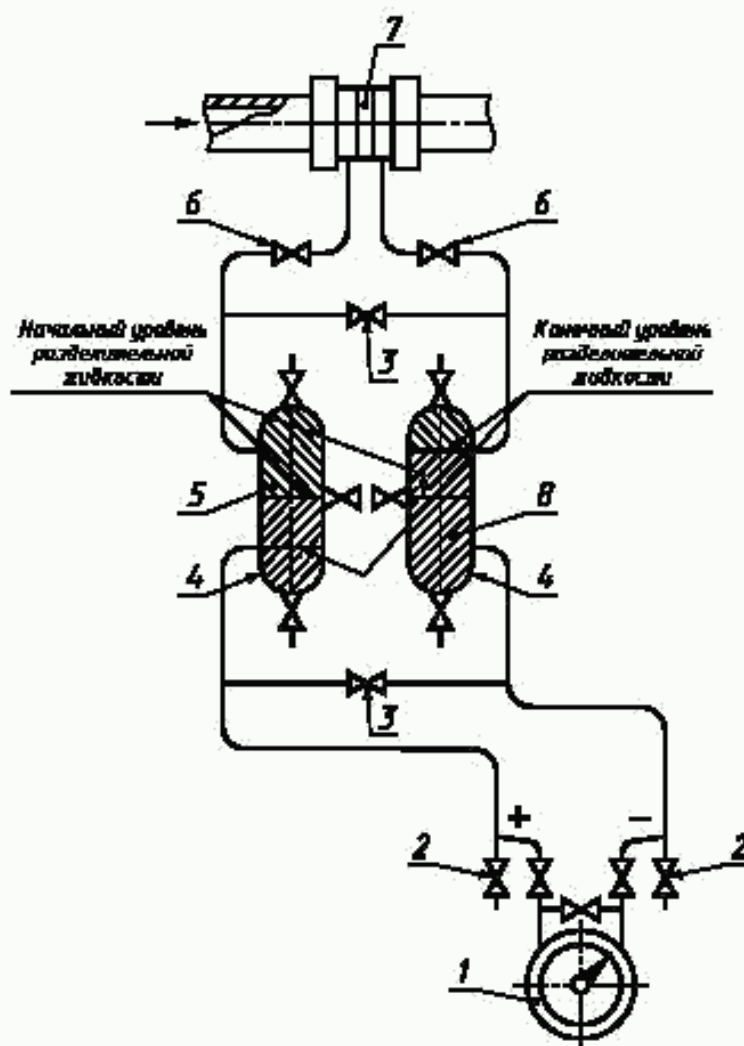 7
6 6
Начальный уровень
разделительной
жидкости
3
Конечный уровень
разделительной
жидкости
5 8
4 4
3
+ −
2 2
1